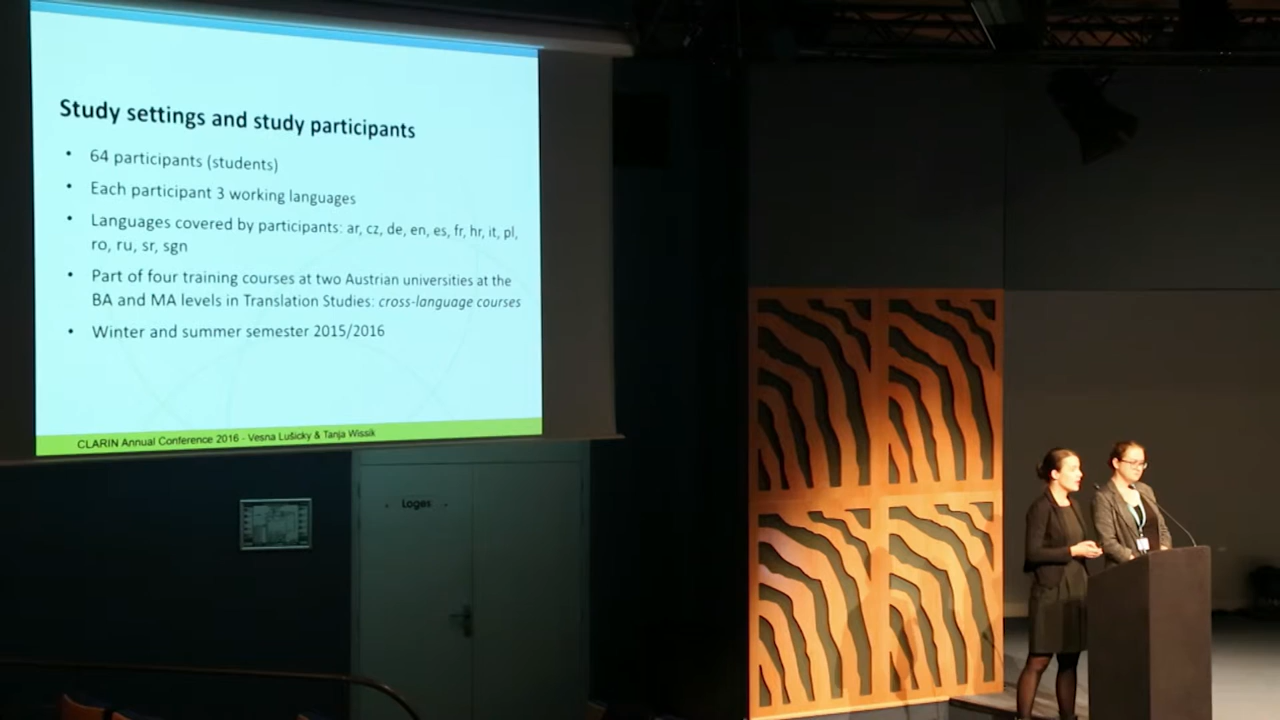 Study settings and study participants
• 64 participants (students)
• Each participant 3 working languages
• Languages covered by participants: ar, cz, de, en, es, fr, hr, it, pl,
ro, ru, sr, sgn
• Part of four training courses at two Austrian universities at the
BA and MA levels in Translation Studies: cross-language courses
• Winter and summer semester 2015/2016
CLARIN Annual Conference 2016 - Vesna Lušicky & Tanja Wissik
Loges